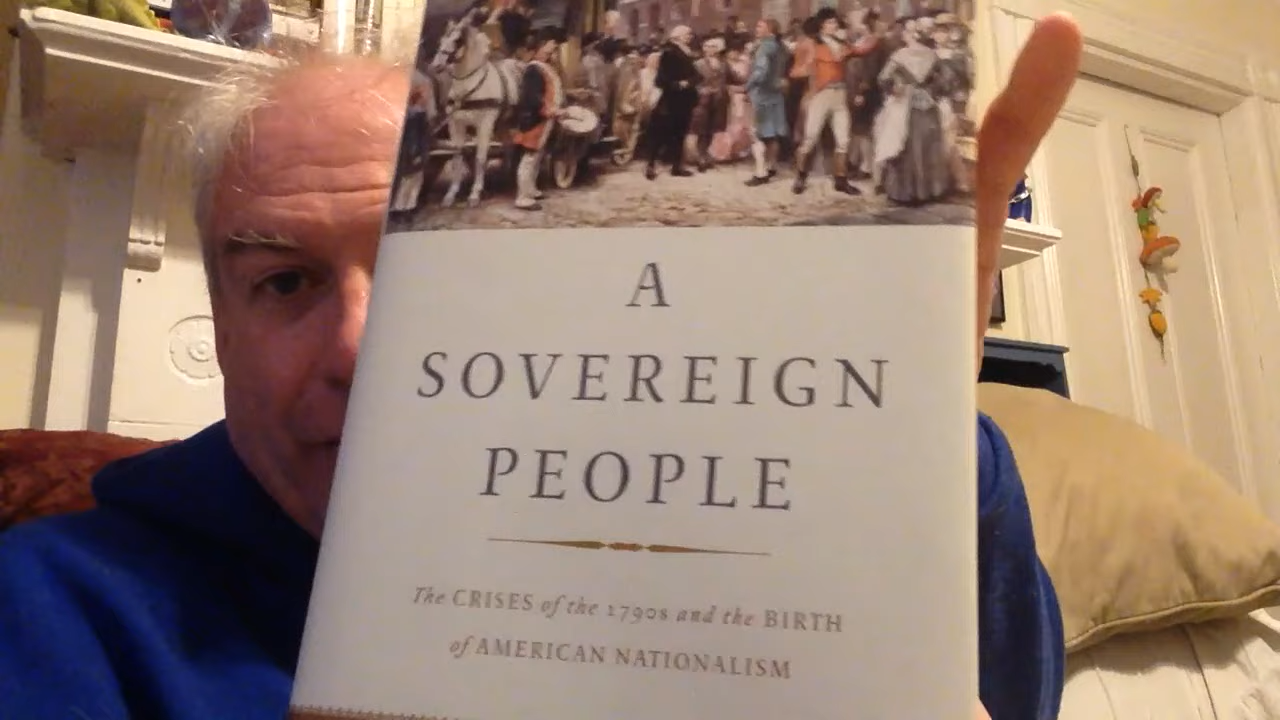 A
SOVEREIGN
PEOPLE
The CRISES of the 1790s and the BIRTH
of AMERICAN NATIONALISM